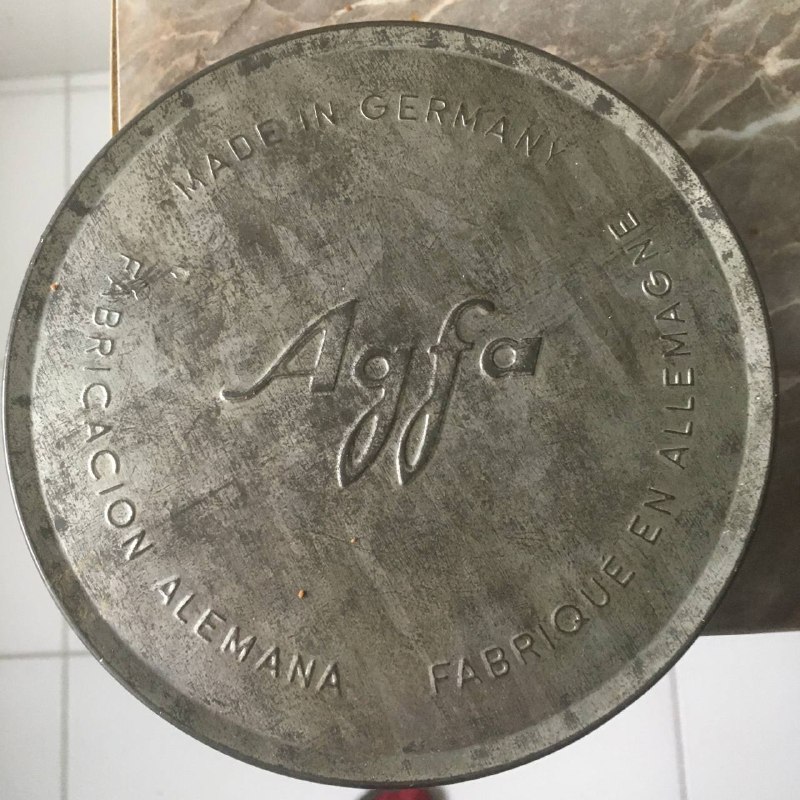 MADE IN GERMANY
Agfa
FABRICACION ALEMANA
FABRIQUÉ EN ALLEMAGNE